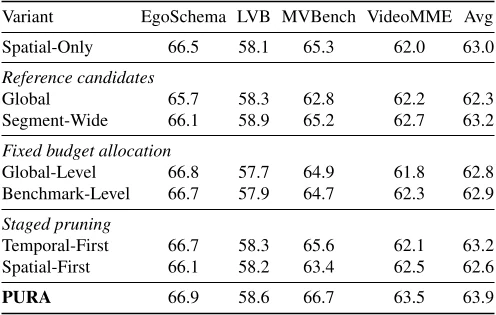 Variant EgoSchema LVB MVBench VideoMME Avg
Spatial-Only 66.5 58.1 65.3 62.0 63.0
Reference candidates
Global 65.7 58.3 62.8 62.2 62.3
Segment-Wide 66.1 58.9 65.2 62.7 63.2
Fixed budget allocation
Global-Level 66.8 57.7 64.9 61.8 62.8
Benchmark-Level 66.7 57.9 64.7 62.3 62.9
Staged pruning
Temporal-First 66.7 58.3 65.6 62.1 63.2
Spatial-First 66.1 58.2 63.4 62.5 62.6
PURA 66.9 58.6 66.7 63.5 63.9